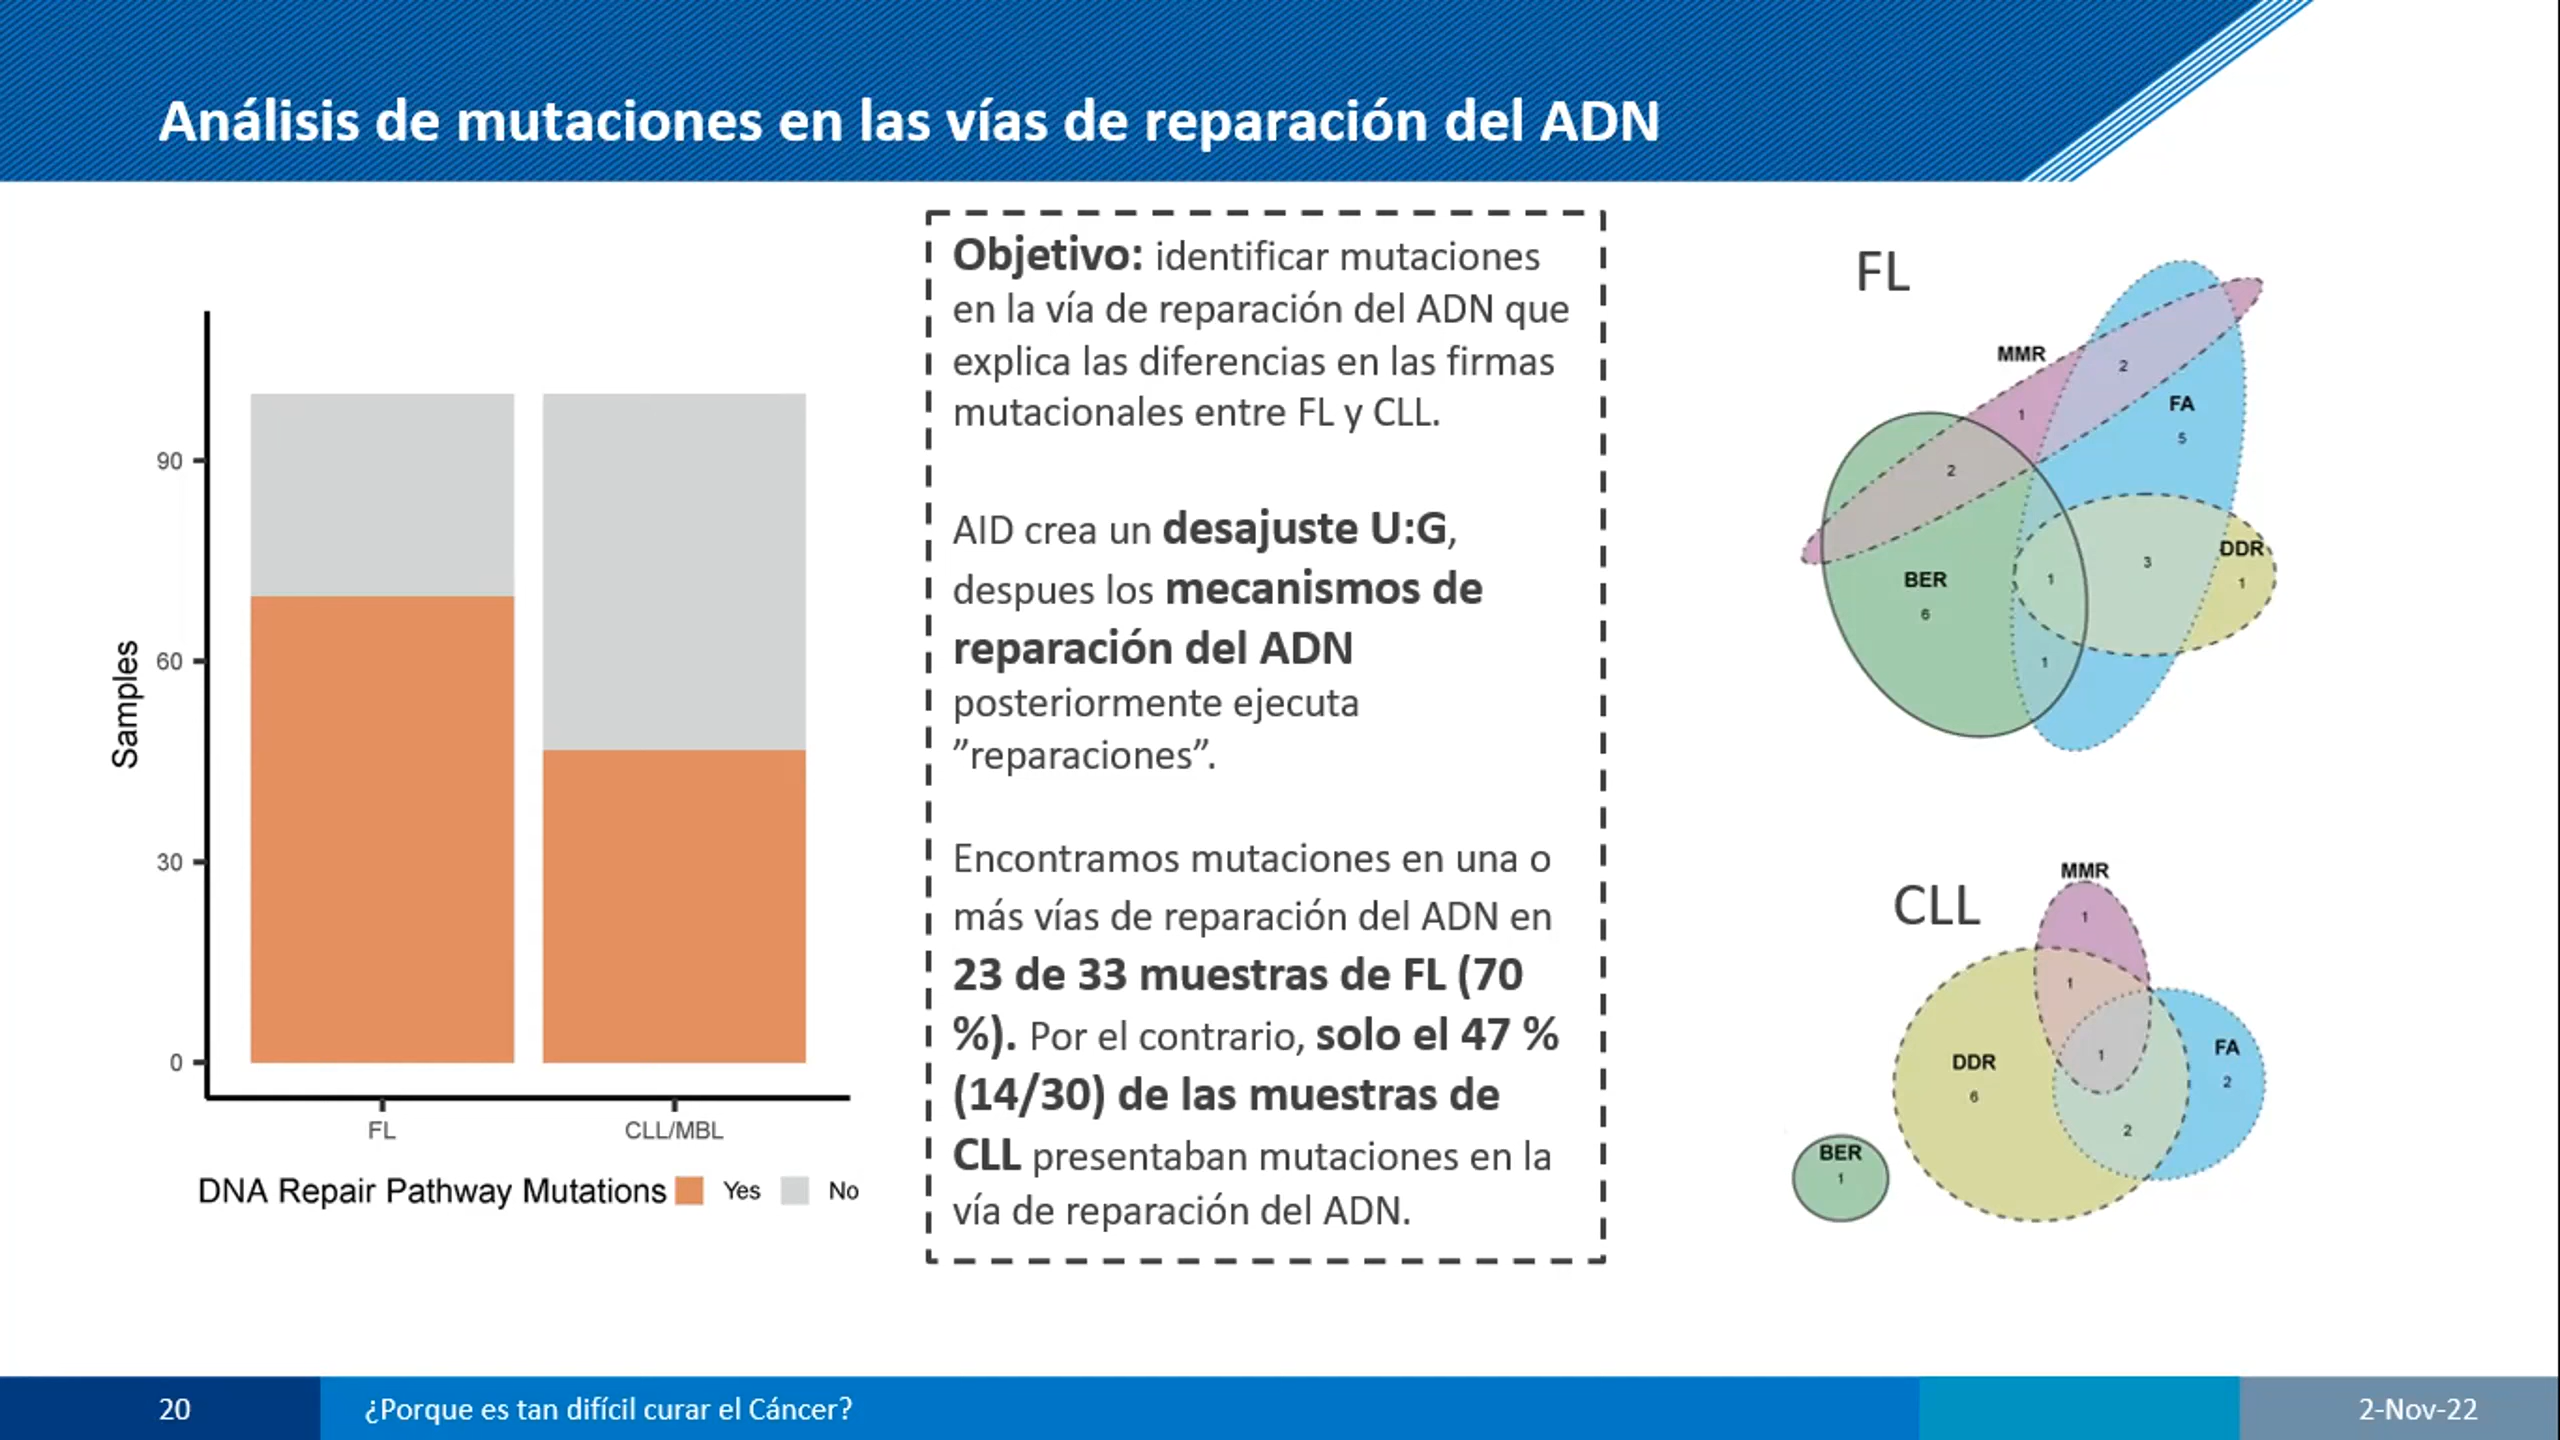 Análisis de mutaciones en las vías de reparación del ADN
90
60
30
0
Samples
FL
CLL/MBL
DNA Repair Pathway Mutations Yes No
Objetivo: identificar mutaciones
en la vía de reparación del ADN que
explica las diferencias en las firmas
mutacionales entre FL y CLL.
AID crea un desajuste U:G,
despues los mecanismos de
reparación del ADN
posteriormente ejecuta
”reparaciones”.
Encontramos mutaciones en una o
más vías de reparación del ADN en
23 de 33 muestras de FL (70
%). Por el contrario, solo el 47 %
(14/30) de las muestras de
CLL presentaban mutaciones en la
vía de reparación del ADN.
FL
MMR
2
FA
5
1
2
DDR
1
3
1
BER
6
1
MMR
1
CLL
1
FA
2
1
DDR
6
2
BER
1
20
¿Porque es tan difícil curar el Cáncer?
2-Nov-22